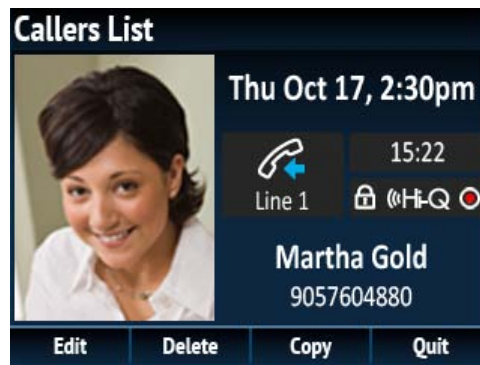 Callers List
Thu Oct 17, 2:30pm
15:22
Line 1
Hi-Q
Martha Gold
9057604880
Edit Delete Copy Quit